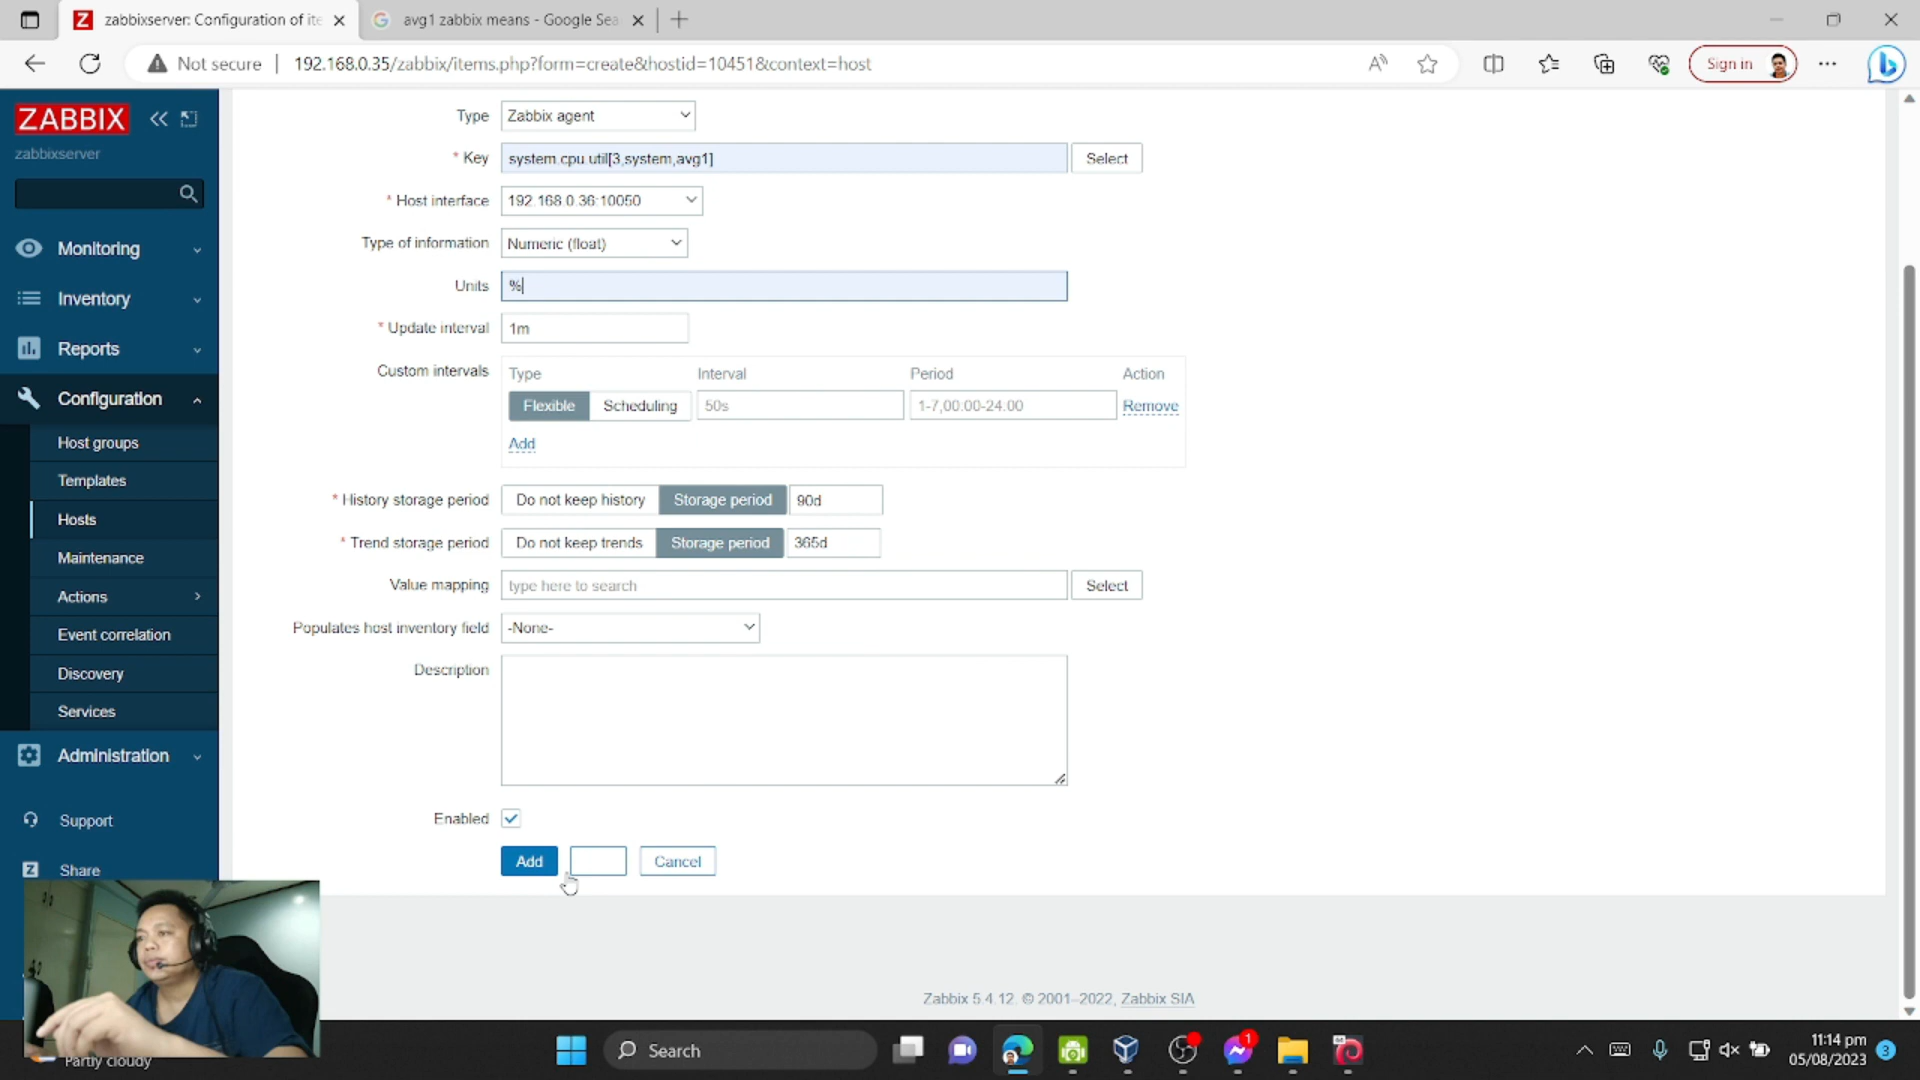 zabbixserver: Configuration of ite
avg1 zabbix means - Google Sea
Not secure
192.168.0.35/zabbix/items.php?form=create&hostid=10451&context=host
Sign in
ZABBIX
zabbixserver
Monitoring
Inventory
Reports
Configuration
Host groups
Templates
Hosts
Maintenance
Actions
Event correlation
Discovery
Services
Administration
Support
Share
Type Zabbix agent
* Key system.cpu.util[3,system,avg1] Select
* Host interface 192.168.0.36:10050
Type of information Numeric (float)
Units %
* Update interval 1m
Custom intervals Type Interval Period Action
Flexible Scheduling 50s 1-7,00:00-24:00 Remove
Add
* History storage period Do not keep history Storage period 90d
* Trend storage period Do not keep trends Storage period 365d
Value mapping type here to search Select
Populates host inventory field -None-
Description
Enabled
Add Cancel
Zabbix 5.4.12. © 2001–2022, Zabbix SIA
Partly cloudy
Search
1
11:14 pm
05/08/2023
3